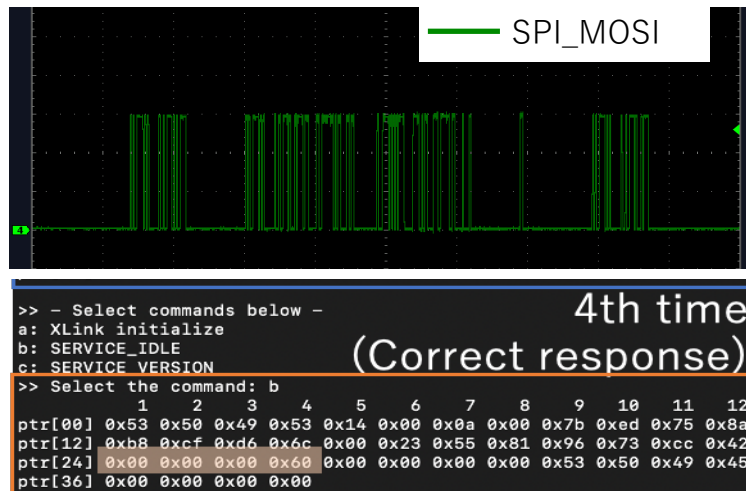 SPI_MOSI
4
>> - Select commands below -
a: XLink initialize
b: SERVICE_IDLE
c: SERVICE_VERSION
4th time
(Correct response)
>> Select the command: b
1 2 3 4 5 6 7 8 9 10 11 12
ptr[00] 0x53 0x50 0x49 0x53 0x14 0x00 0x0a 0x00 0x7b 0xed 0x75 0x8a
ptr[12] 0xb8 0xcf 0xd6 0x6c 0x00 0x23 0x55 0x81 0x96 0x73 0xcc 0x42
ptr[24] 0x00 0x00 0x00 0x60 0x00 0x00 0x00 0x00 0x53 0x50 0x49 0x45
ptr[36] 0x00 0x00 0x00 0x00